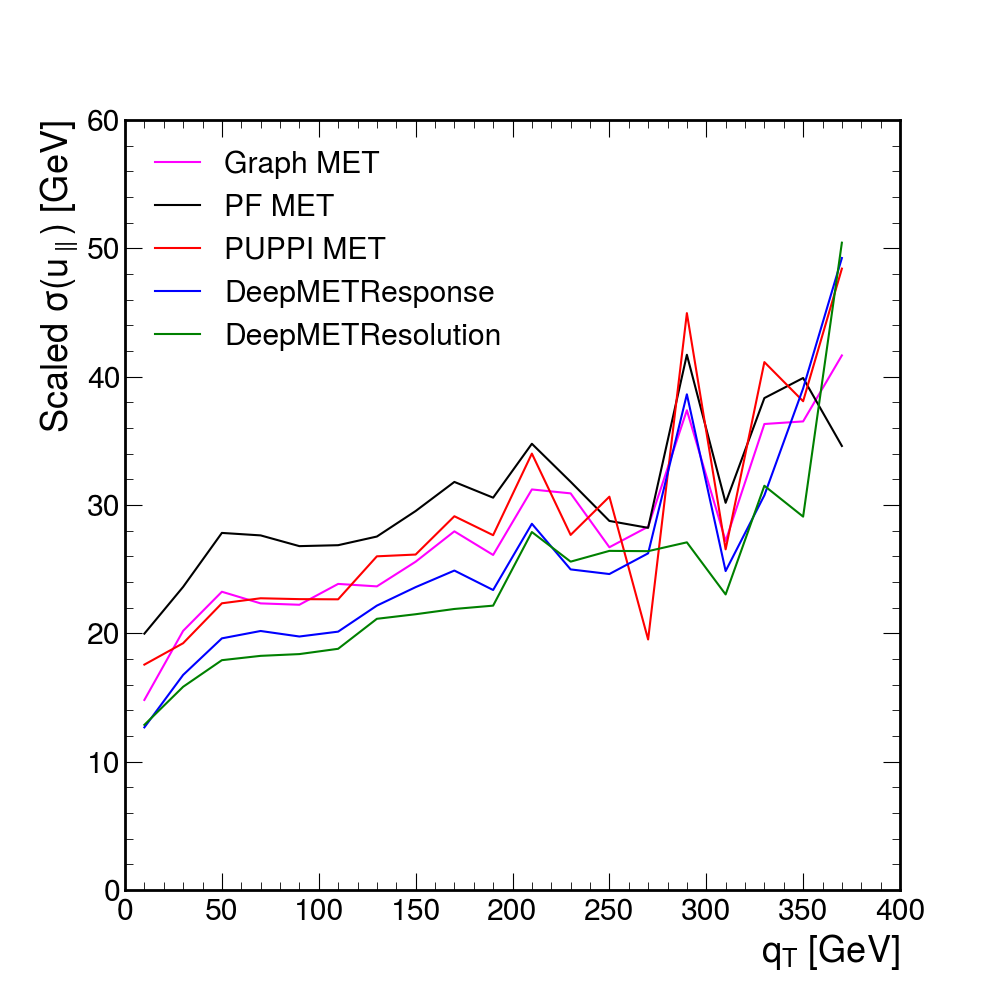 60
50
40
30
20
10
0
Scaled σ(u∥) [GeV]
Graph MET
PF MET
PUPPI MET
DeepMETResponse
DeepMETResolution
0 50 100 150 200 250 300 350 400
qT [GeV]